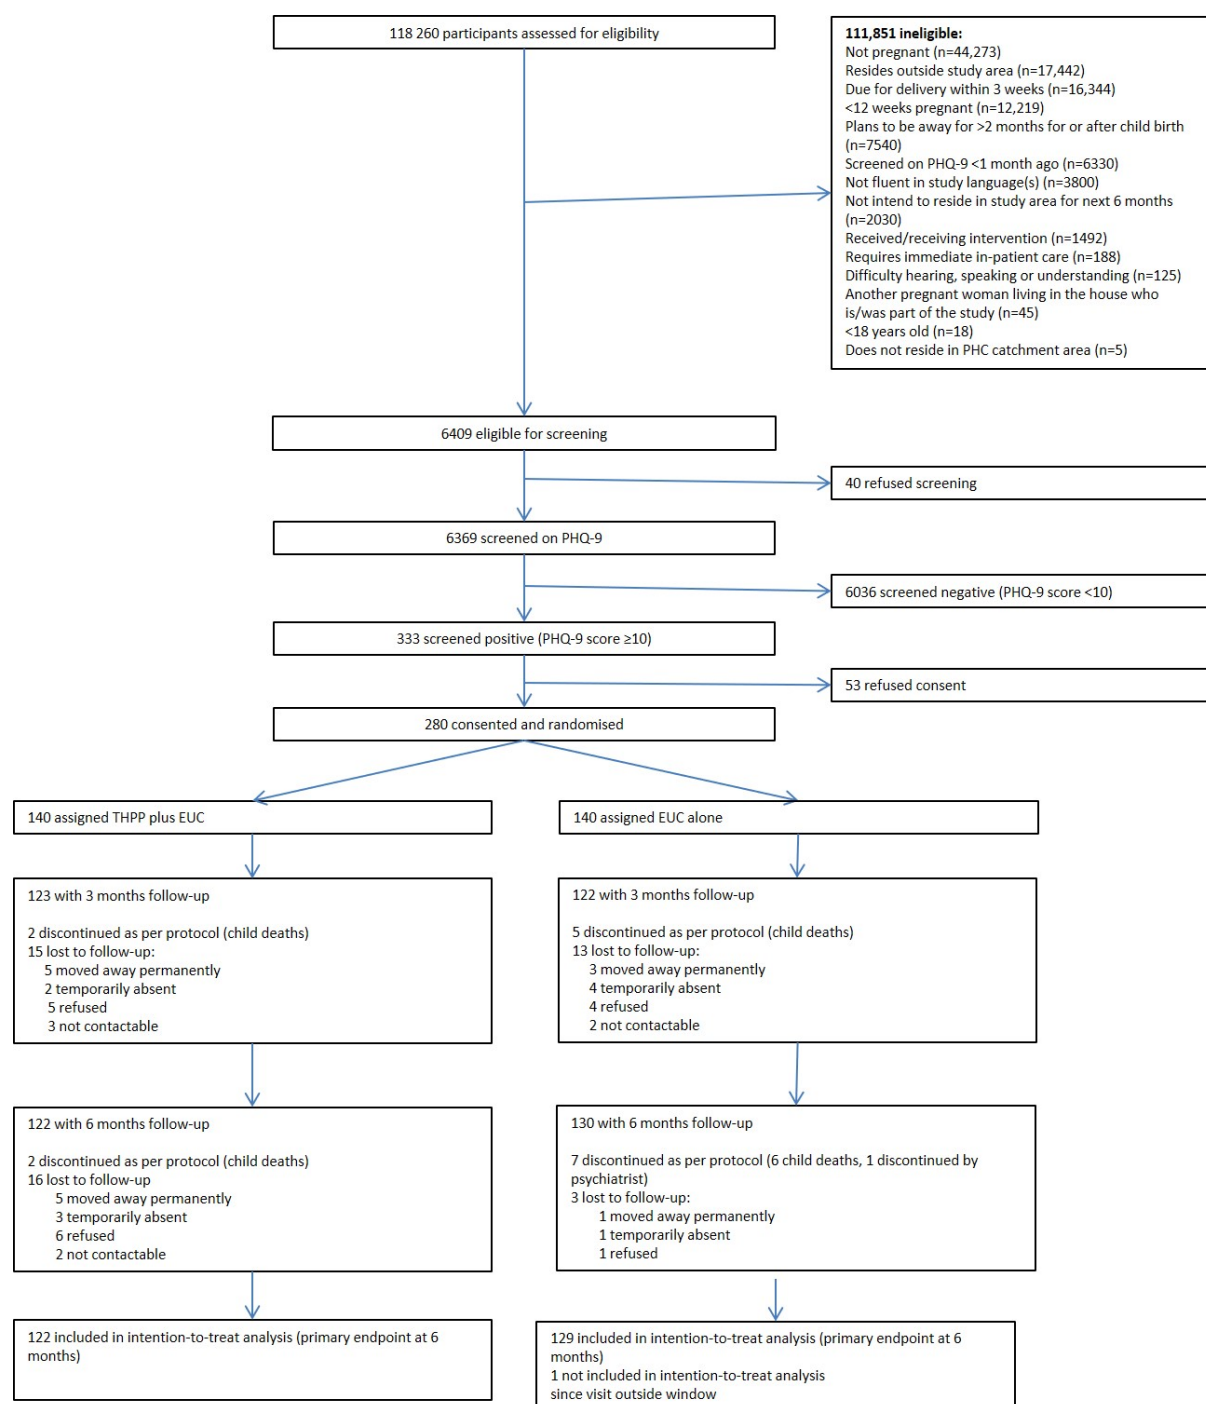 118 260 participants assessed for eligibility
111,851 ineligible:
Not pregnant (n=44,273)
Resides outside study area (n=17,442)
Due for delivery within 3 weeks (n=16,344)
<12 weeks pregnant (n=12,219)
Plans to be away for >2 months for or after child birth
(n=7540)
Screened on PHQ-9 <1 month ago (n=6330)
Not fluent in study language(s) (n=3800)
Not intend to reside in study area for next 6 months
(n=2030)
Received/receiving intervention (n=1492)
Requires immediate in-patient care (n=188)
Difficulty hearing, speaking or understanding (n=125)
Another pregnant woman living in the house who
is/was part of the study (n=45)
<18 years old (n=18)
Does not reside in PHC catchment area (n=5)
6409 eligible for screening
40 refused screening
6369 screened on PHQ-9
6036 screened negative (PHQ-9 score <10)
333 screened positive (PHQ-9 score ≥10)
53 refused consent
280 consented and randomised
140 assigned THPP plus EUC
123 with 3 months follow-up
2 discontinued as per protocol (child deaths)
15 lost to follow-up:
5 moved away permanently
2 temporarily absent
5 refused
3 not contactable
122 with 6 months follow-up
2 discontinued as per protocol (child deaths)
16 lost to follow-up
5 moved away permanently
3 temporarily absent
6 refused
2 not contactable
122 included in intention-to-treat analysis (primary endpoint at 6
months)
140 assigned EUC alone
122 with 3 months follow-up
5 discontinued as per protocol (child deaths)
13 lost to follow-up:
3 moved away permanently
4 temporarily absent
4 refused
2 not contactable
130 with 6 months follow-up
7 discontinued as per protocol (6 child deaths, 1 discontinued by
psychiatrist)
3 lost to follow-up:
1 moved away permanently
1 temporarily absent
1 refused
129 included in intention-to-treat analysis (primary endpoint at 6
months)
1 not included in intention-to-treat analysis
since visit outside window